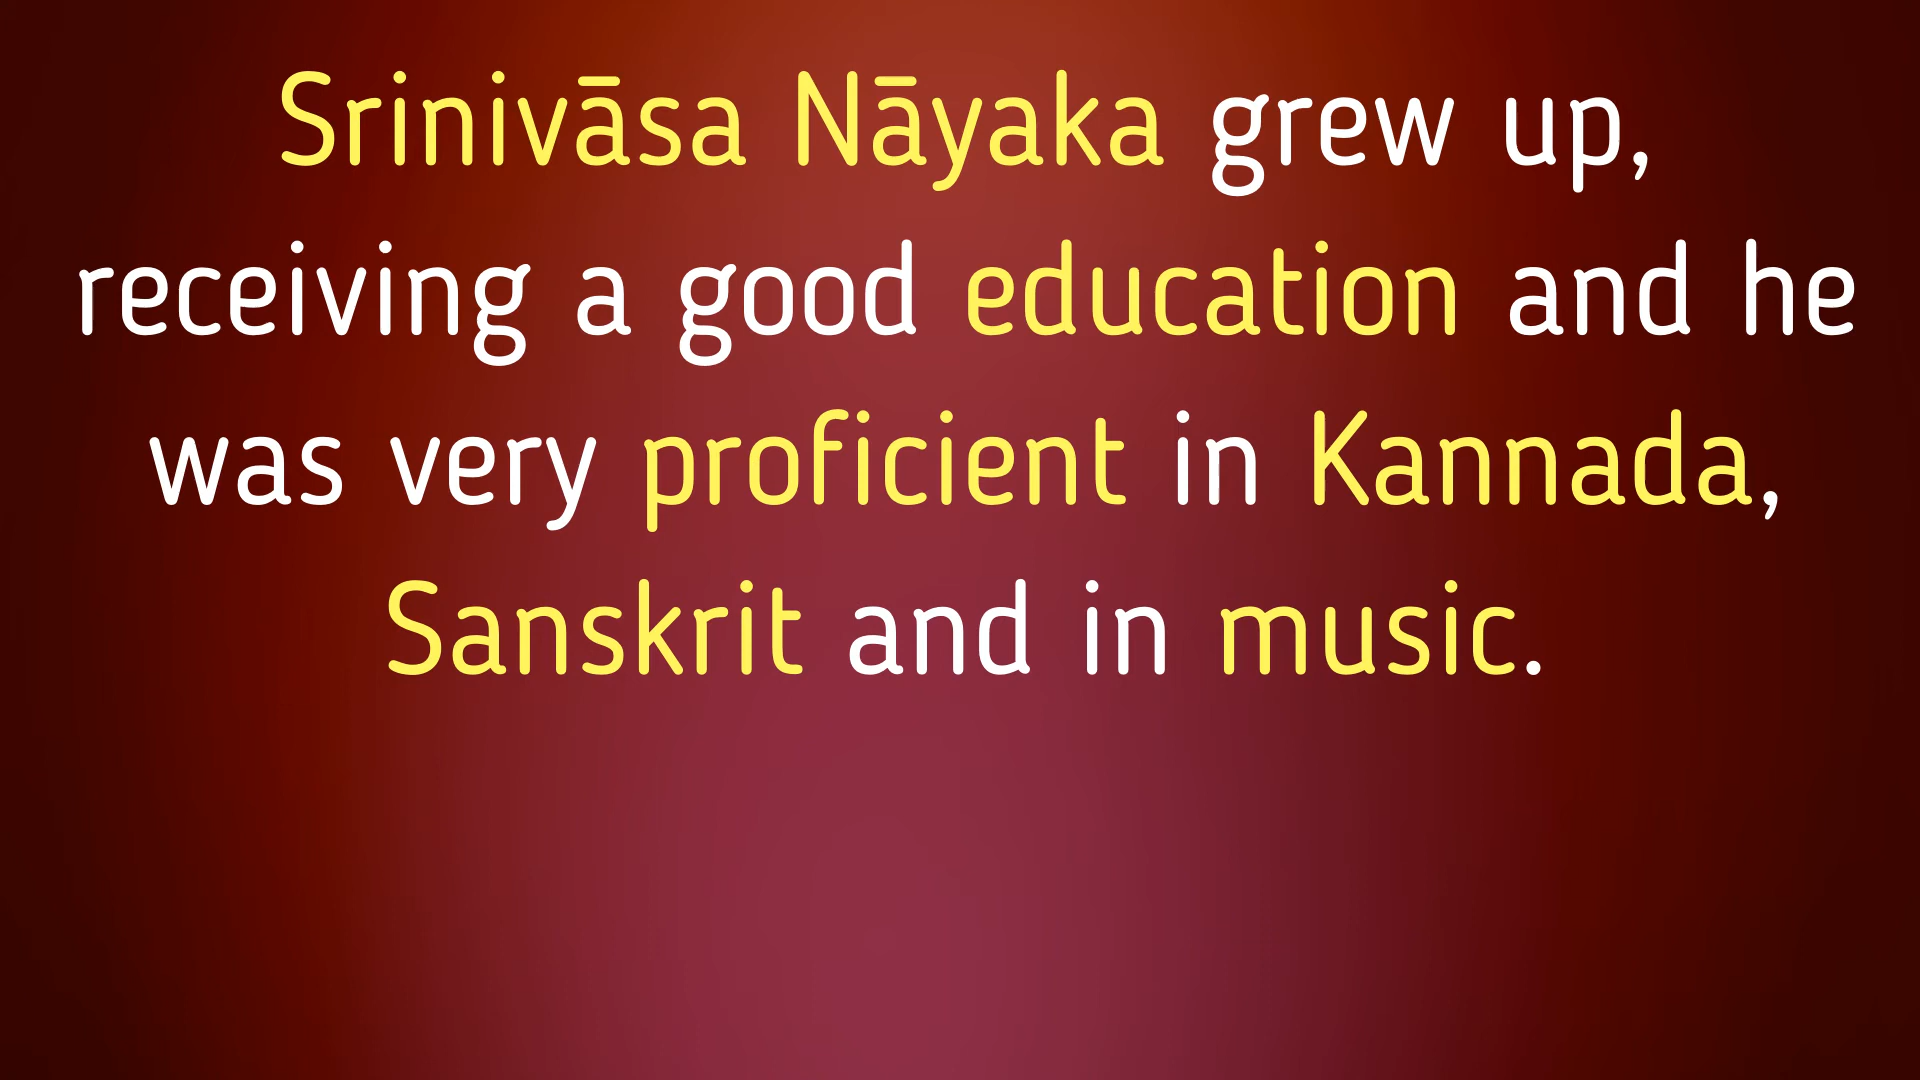 Srinivāsa Nāyaka grew up,
receiving a good education and he
was very proficient in Kannada,
Sanskrit and in music.